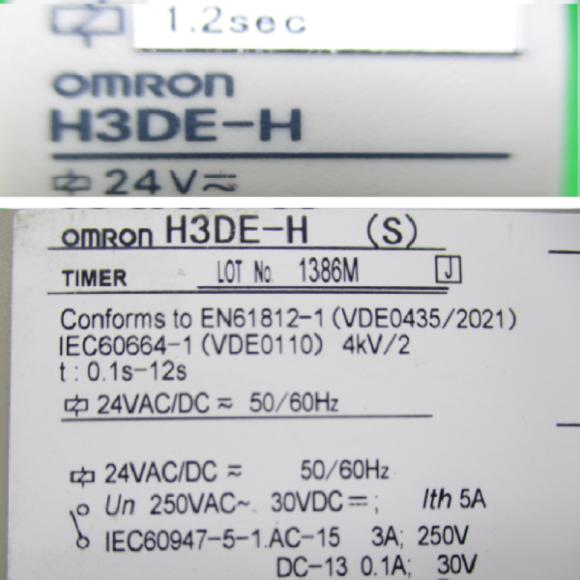 1.2sec
OMRON
H3DE-H
24V≂
OMRON H3DE-H (S)
TIMER LOT No. 1386M J
Conforms to EN61812-1 (VDE0435/2021)
IEC60664-1 (VDE0110) 4kV/2
t : 0.1s-12s
24VAC/DC ≂ 50/60Hz
24VAC/DC ≂ 50/60Hz
Un 250VAC~. 30VDC⎓; Ith 5A
IEC60947-5-1.AC-15 3A; 250V
DC-13 0.1A; 30V